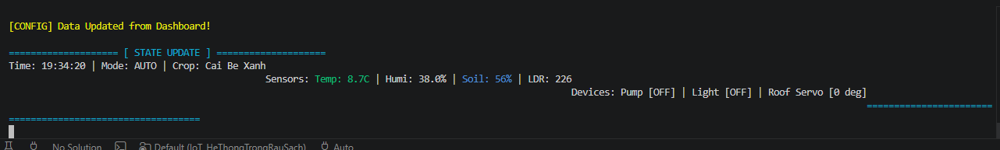 [CONFIG] Data Updated from Dashboard!
==================== [ STATE UPDATE ] ====================
Time: 19:34:20 | Mode: AUTO | Crop: Cai Be Xanh
Sensors: Temp: 8.7C | Humi: 38.0% | Soil: 56% | LDR: 226
Devices: Pump [OFF] | Light [OFF] | Roof Servo [0 deg]
=======================
===================================
No Solution Default (IoT_HeThongTrongRauSach) Auto